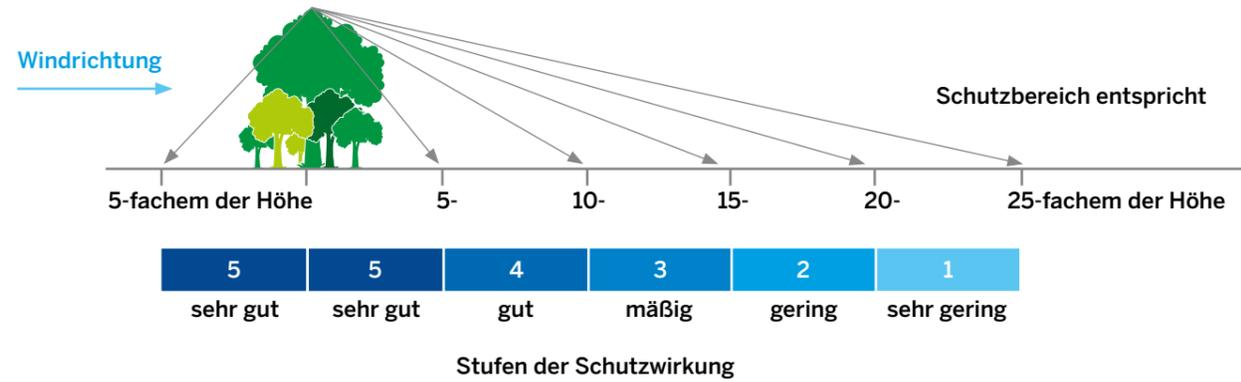 Windrichtung
Schutzbereich entspricht
5-fachem der Höhe 5- 10- 15- 20- 25-fachem der Höhe
5 5 4 3 2 1
sehr gut sehr gut gut mäßig gering sehr gering
Stufen der Schutzwirkung